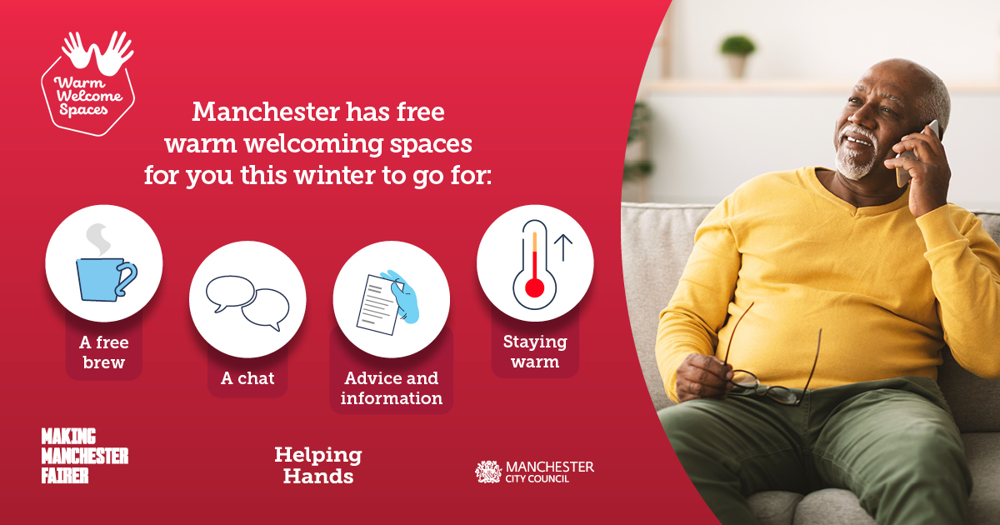 Warm
Welcome
Spaces
Manchester has free
warm welcoming spaces
for you this winter to go for:
A free
brew
A chat
Advice and
information
Staying
warm
MAKING
MANCHESTER
FAIRER
Helping
Hands
MANCHESTER
CITY COUNCIL